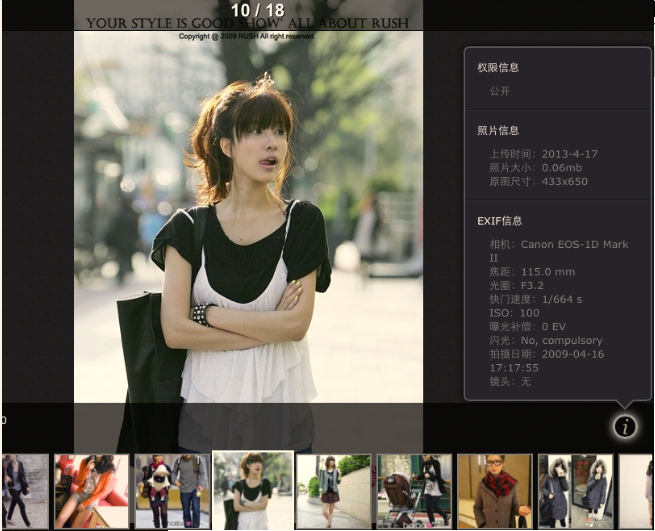 10 / 18
YOUR STYLE IS GOOD SHOW' ALL ABOUT RUSH
Copyright @ 2009 RUSH All right reserved
权限信息
公开
照片信息
上传时间：2013-4-17
照片大小：0.06mb
原图尺寸：433x650
EXIF信息
相机：Canon EOS-1D Mark
II
焦距：115.0 mm
光圈：F3.2
快门速度：1/664 s
ISO：100
曝光补偿：0 EV
闪光：No, compulsory
拍摄日期：2009-04-16
17:17:55
镜头：无
0
i